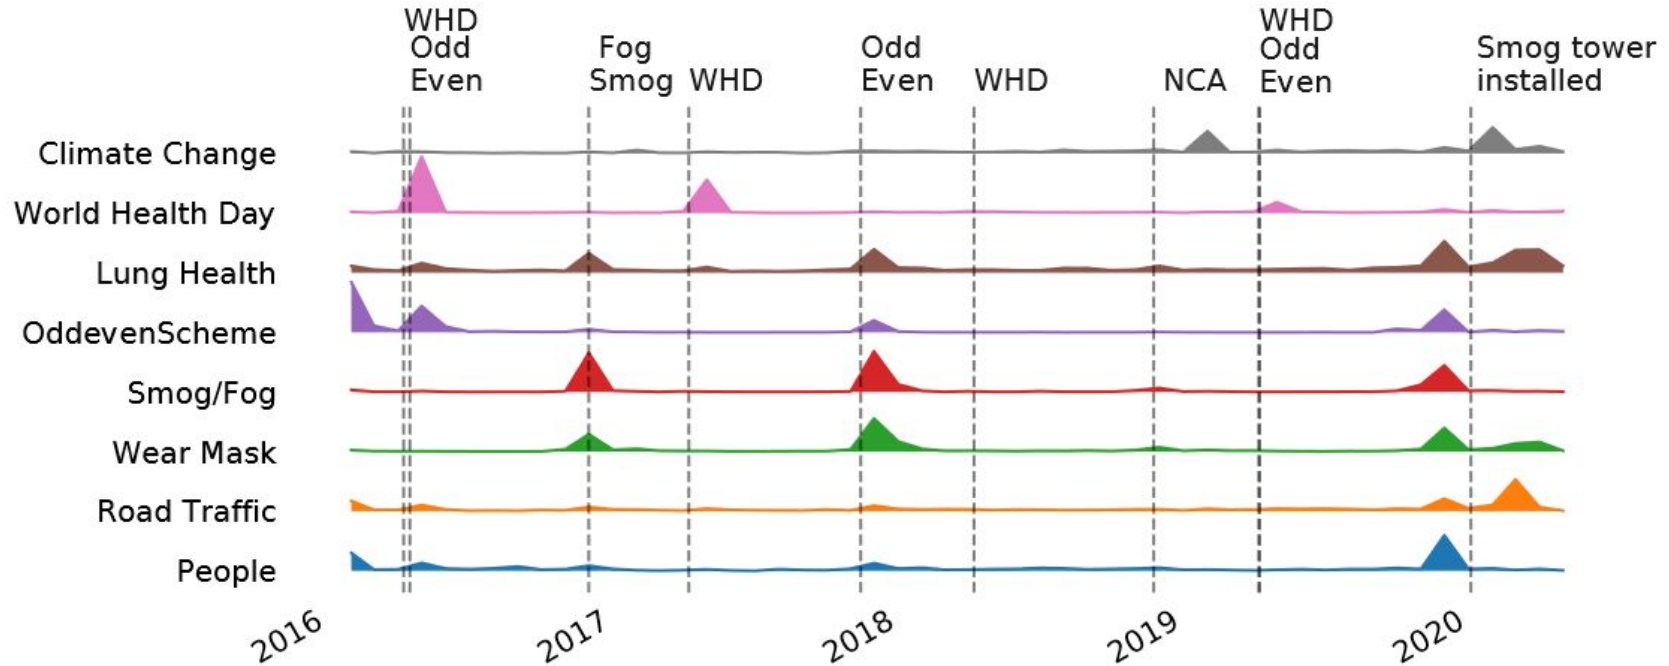 WHD
Odd
Even
Fog
Smog
WHD
Odd
Even
WHD
NCA
WHD
Odd
Even
Smog tower
installed
Climate Change
World Health Day
Lung Health
OddevenScheme
Smog/Fog
Wear Mask
Road Traffic
People
2016
2017
2018
2019
2020